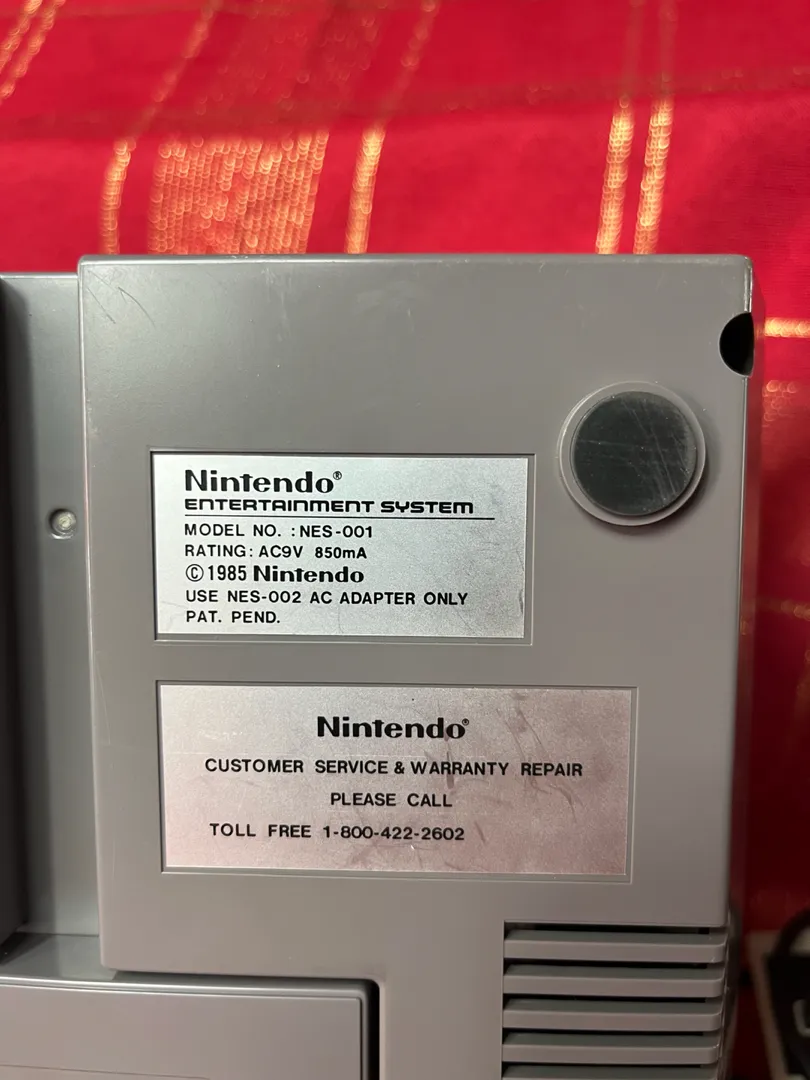 Nintendo®
ENTERTAINMENT SYSTEM
MODEL NO. : NES-001
RATING: AC9V 850mA
© 1985 Nintendo
USE NES-002 AC ADAPTER ONLY
PAT. PEND.
Nintendo®
CUSTOMER SERVICE & WARRANTY REPAIR
PLEASE CALL
TOLL FREE 1-800-422-2602